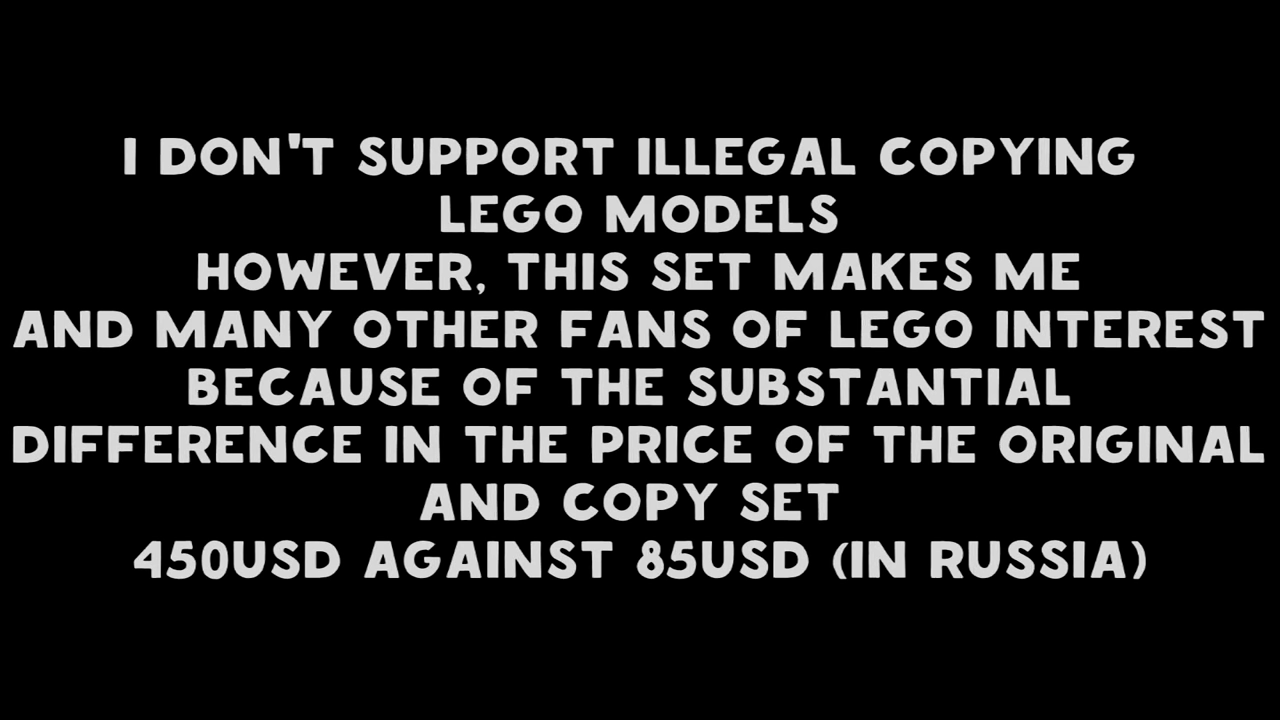 I DON'T SUPPORT ILLEGAL COPYING
LEGO MODELS
HOWEVER, THIS SET MAKES ME
AND MANY OTHER FANS OF LEGO INTEREST
BECAUSE OF THE SUBSTANTIAL
DIFFERENCE IN THE PRICE OF THE ORIGINAL
AND COPY SET
450USD AGAINST 85USD (IN RUSSIA)